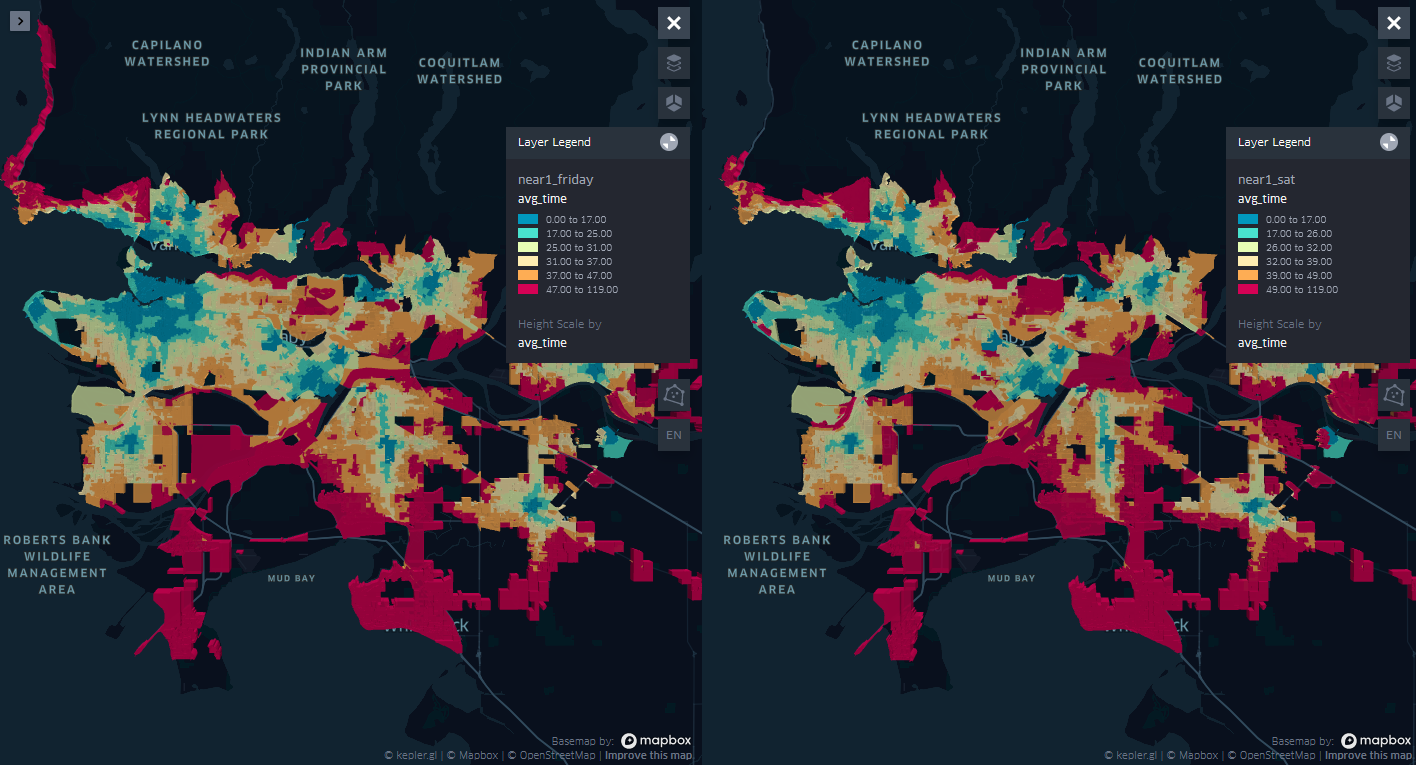 CAPILANO
WATERSHED
INDIAN ARM
PROVINCIAL
PARK
COQUITLAM
WATERSHED
LYNN HEADWATERS
REGIONAL PARK
Layer Legend
near1_friday
avg_time
0.00 to 17.00
17.00 to 25.00
25.00 to 31.00
31.00 to 37.00
37.00 to 47.00
47.00 to 119.00
Height Scale by
avg_time
EN
ROBERTS BANK
WILDLIFE
MANAGEMENT
AREA
MUD BAY
Basemap by: mapbox
© kepler.gl | © Mapbox | © OpenStreetMap | Improve this map
CAPILANO
WATERSHED
INDIAN ARM
PROVINCIAL
PARK
COQUITLAM
WATERSHED
LYNN HEADWATERS
REGIONAL PARK
Layer Legend
near1_sat
avg_time
0.00 to 17.00
17.00 to 26.00
26.00 to 32.00
32.00 to 39.00
39.00 to 49.00
49.00 to 119.00
Height Scale by
avg_time
EN
ROBERTS BANK
WILDLIFE
MANAGEMENT
AREA
MUD BAY
Basemap by: mapbox
© kepler.gl | © Mapbox | © OpenStreetMap | Improve this map